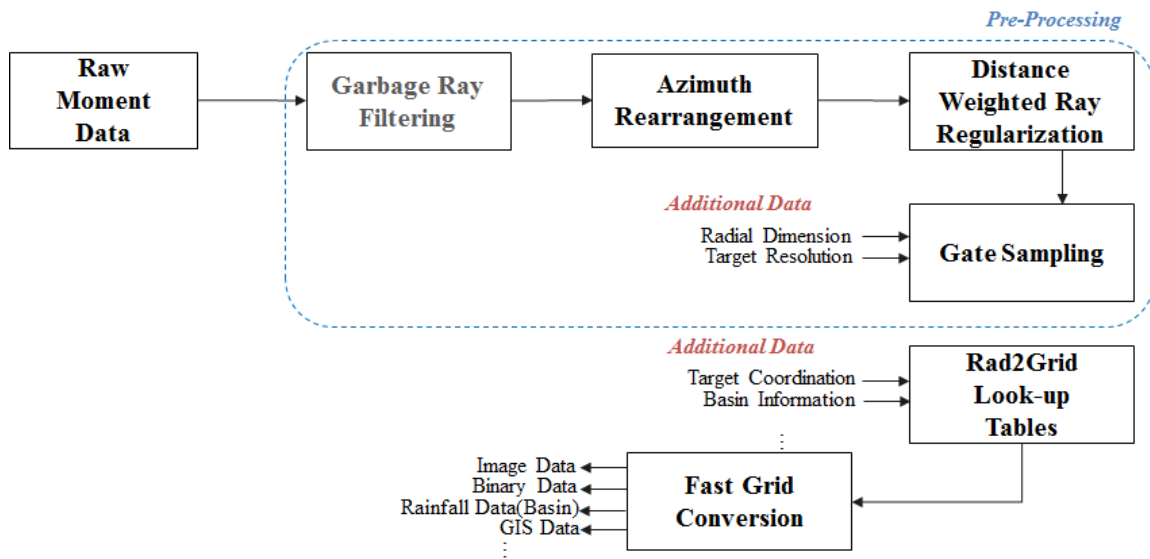 Pre-Processing
Raw
Moment
Data
Garbage Ray
Filtering
Azimuth
Rearrangement
Distance
Weighted Ray
Regularization
Additional Data
Radial Dimension
Target Resolution
Gate Sampling
Additional Data
Target Coordination
Basin Information
⋮
Rad2Grid
Look-up
Tables
Image Data
Binary Data
Rainfall Data(Basin)
GIS Data
⋮
Fast Grid
Conversion